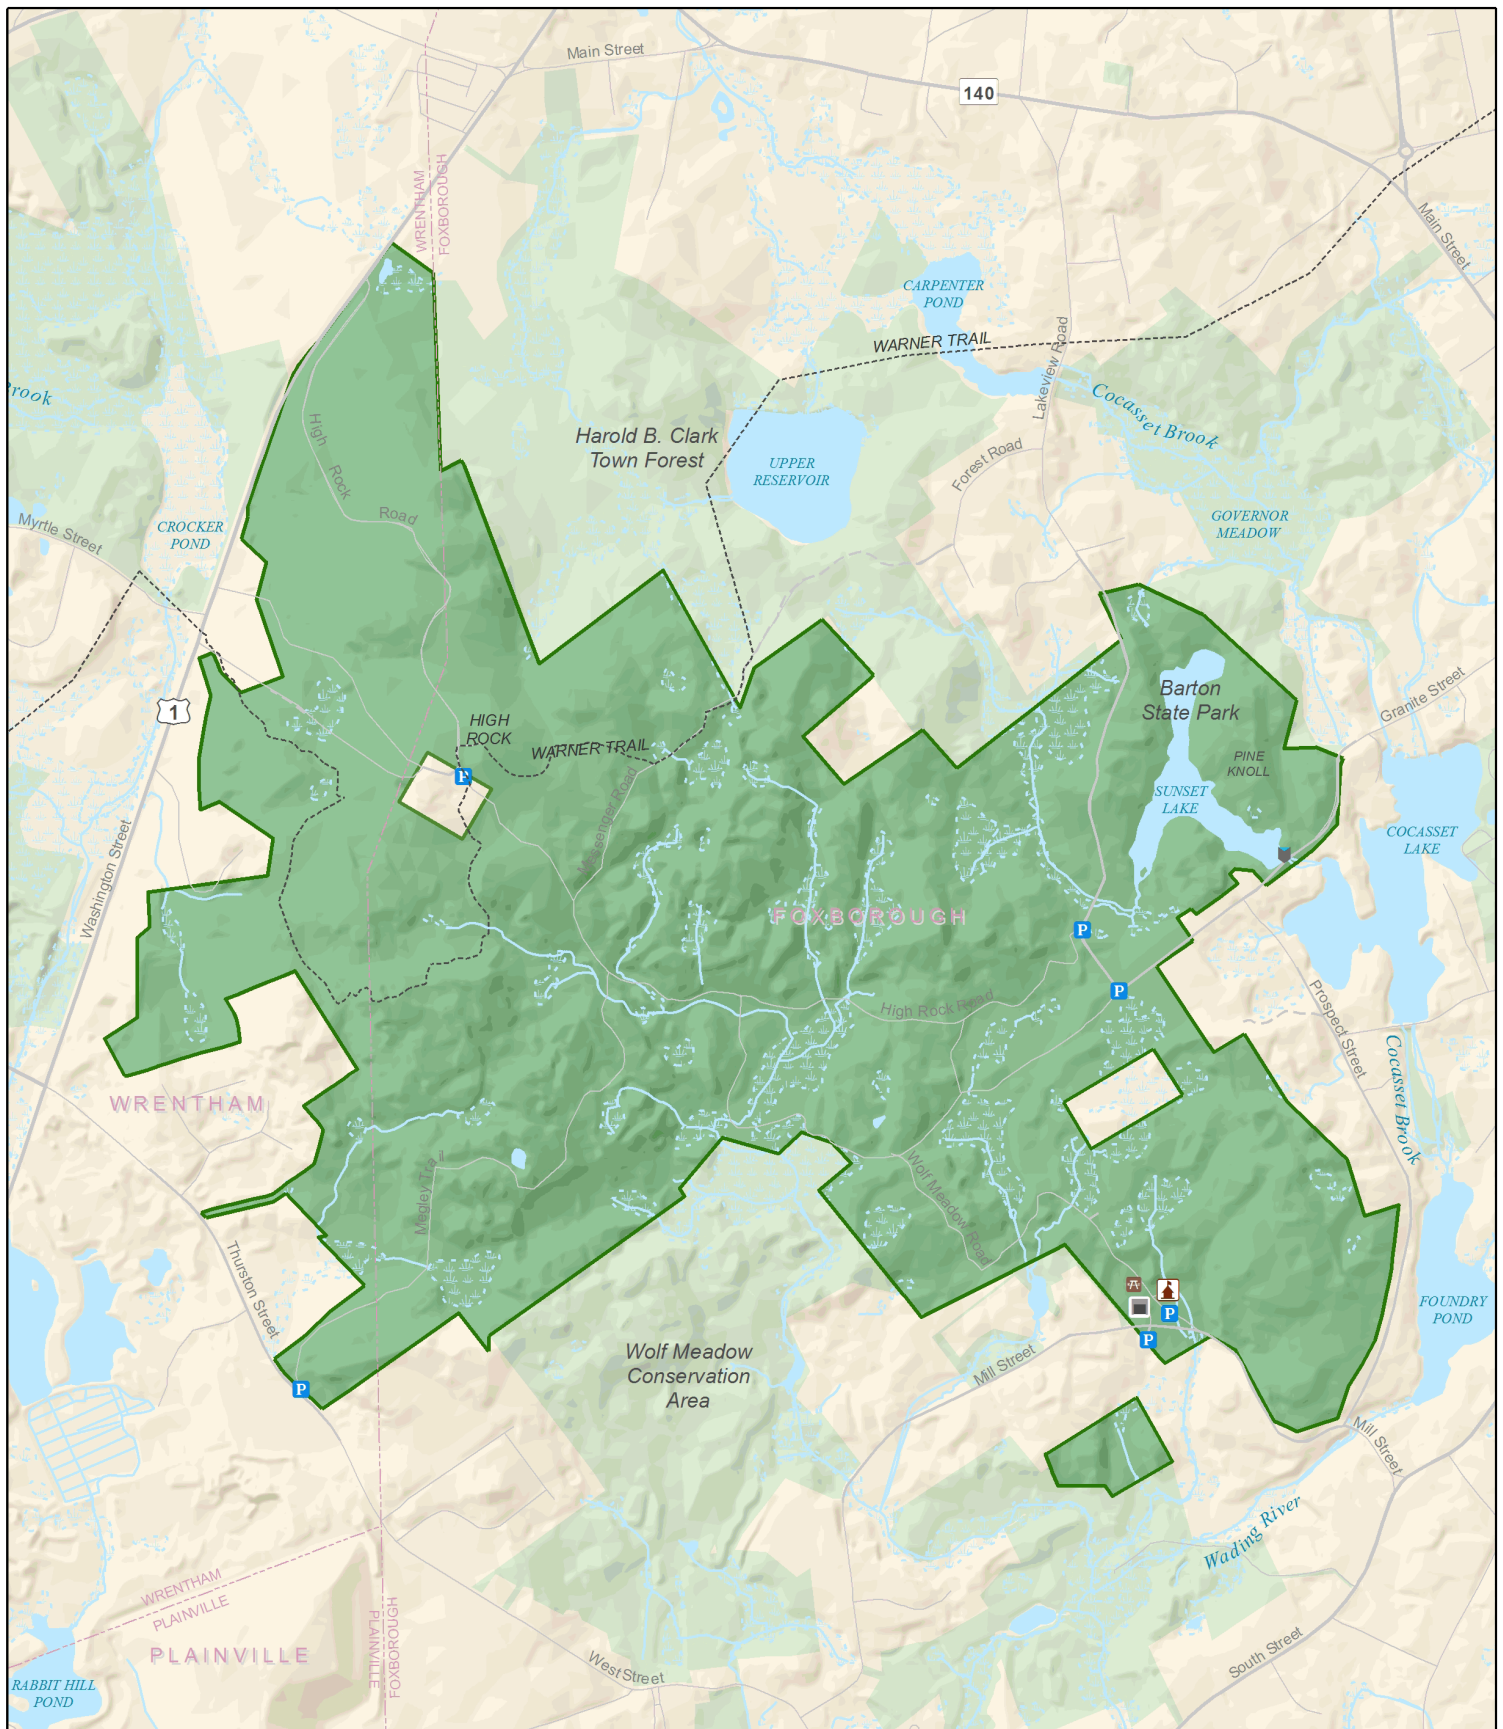 Main Street
140
WRENTHAM
FOXBOROUGH
Main Street
CARPENTER
POND
WARNER TRAIL
Lakeview Road
Brook
Cocasset Brook
High Rock Road
Harold B. Clark
Town Forest
UPPER
RESERVOIR
Forest Road
CROCKER
POND
Myrtle Street
GOVERNOR
MEADOW
Barton
State Park
Granite Street
1
HIGH
ROCK
WARNER TRAIL
PINE
KNOLL
P
SUNSET
LAKE
Messenger Road
COCASSET
LAKE
Washington Street
FOXBOROUGH
P
P
High Rock Road
Prospect Street
Cocasset Brook
WRENTHAM
Megley Trail
Wolf Meadow Road
Thurston Street
FOUNDRY
POND
P
P
Wolf Meadow
Conservation
Area
Mill Street
P
Mill Street
Wading River
WRENTHAM
PLAINVILLE
PLAINVILLE
FOXBOROUGH
PLAINVILLE
South Street
West Street
RABBIT HILL
POND